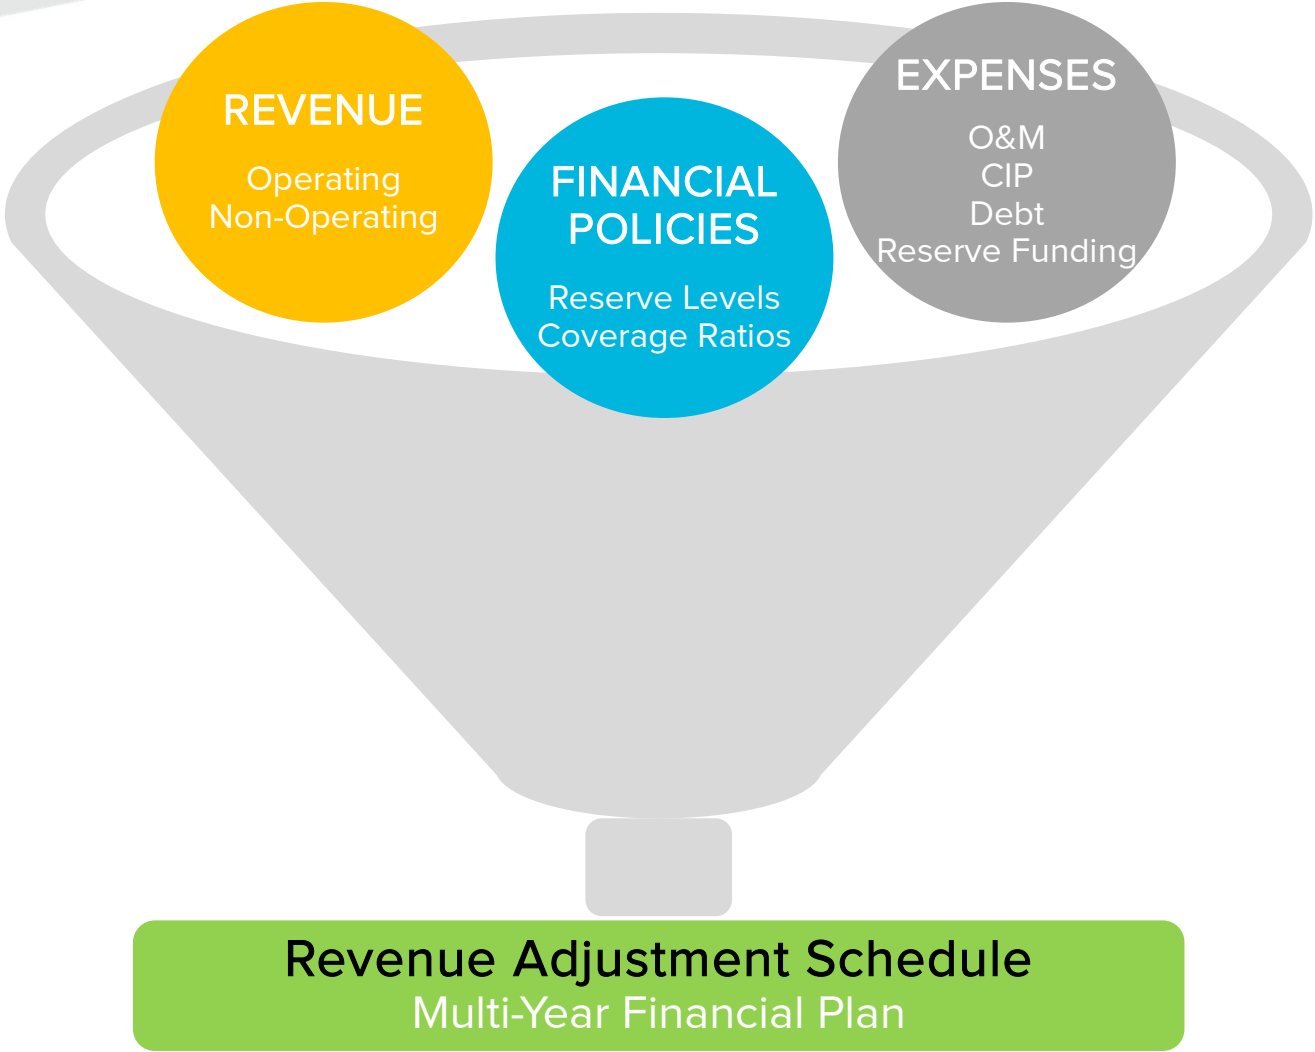 REVENUE
Operating
Non-Operating
FINANCIAL
POLICIES
Reserve Levels
Coverage Ratios
EXPENSES
O&M
CIP
Debt
Reserve Funding
Revenue Adjustment Schedule
Multi-Year Financial Plan